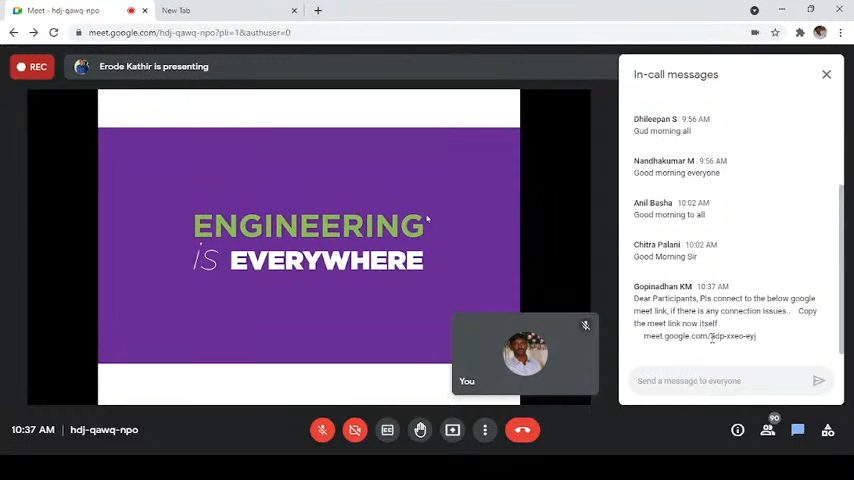 Meet - hdj-qawq-npo
New Tab
meet.google.com/hdj-qawq-npo?pli=1&authuser=0
REC
Erode Kathir is presenting
In-call messages
Dhileepan S 9:56 AM
Gud morning all
Nandhakumar M 9:56 AM
Good morning everyone
Anil Basha 10:02 AM
Good morning to all
Chitra Palani 10:02 AM
Good Morning Sir
Gopinadhan KM 10:37 AM
Dear Participants, Pls connect to the below google
meet link, if there is any connection issues.. Copy
the meet link now itself
ENGINEERING
is EVERYWHERE
You
Send a message to everyone
10:37 AM | hdj-qawq-npo
90